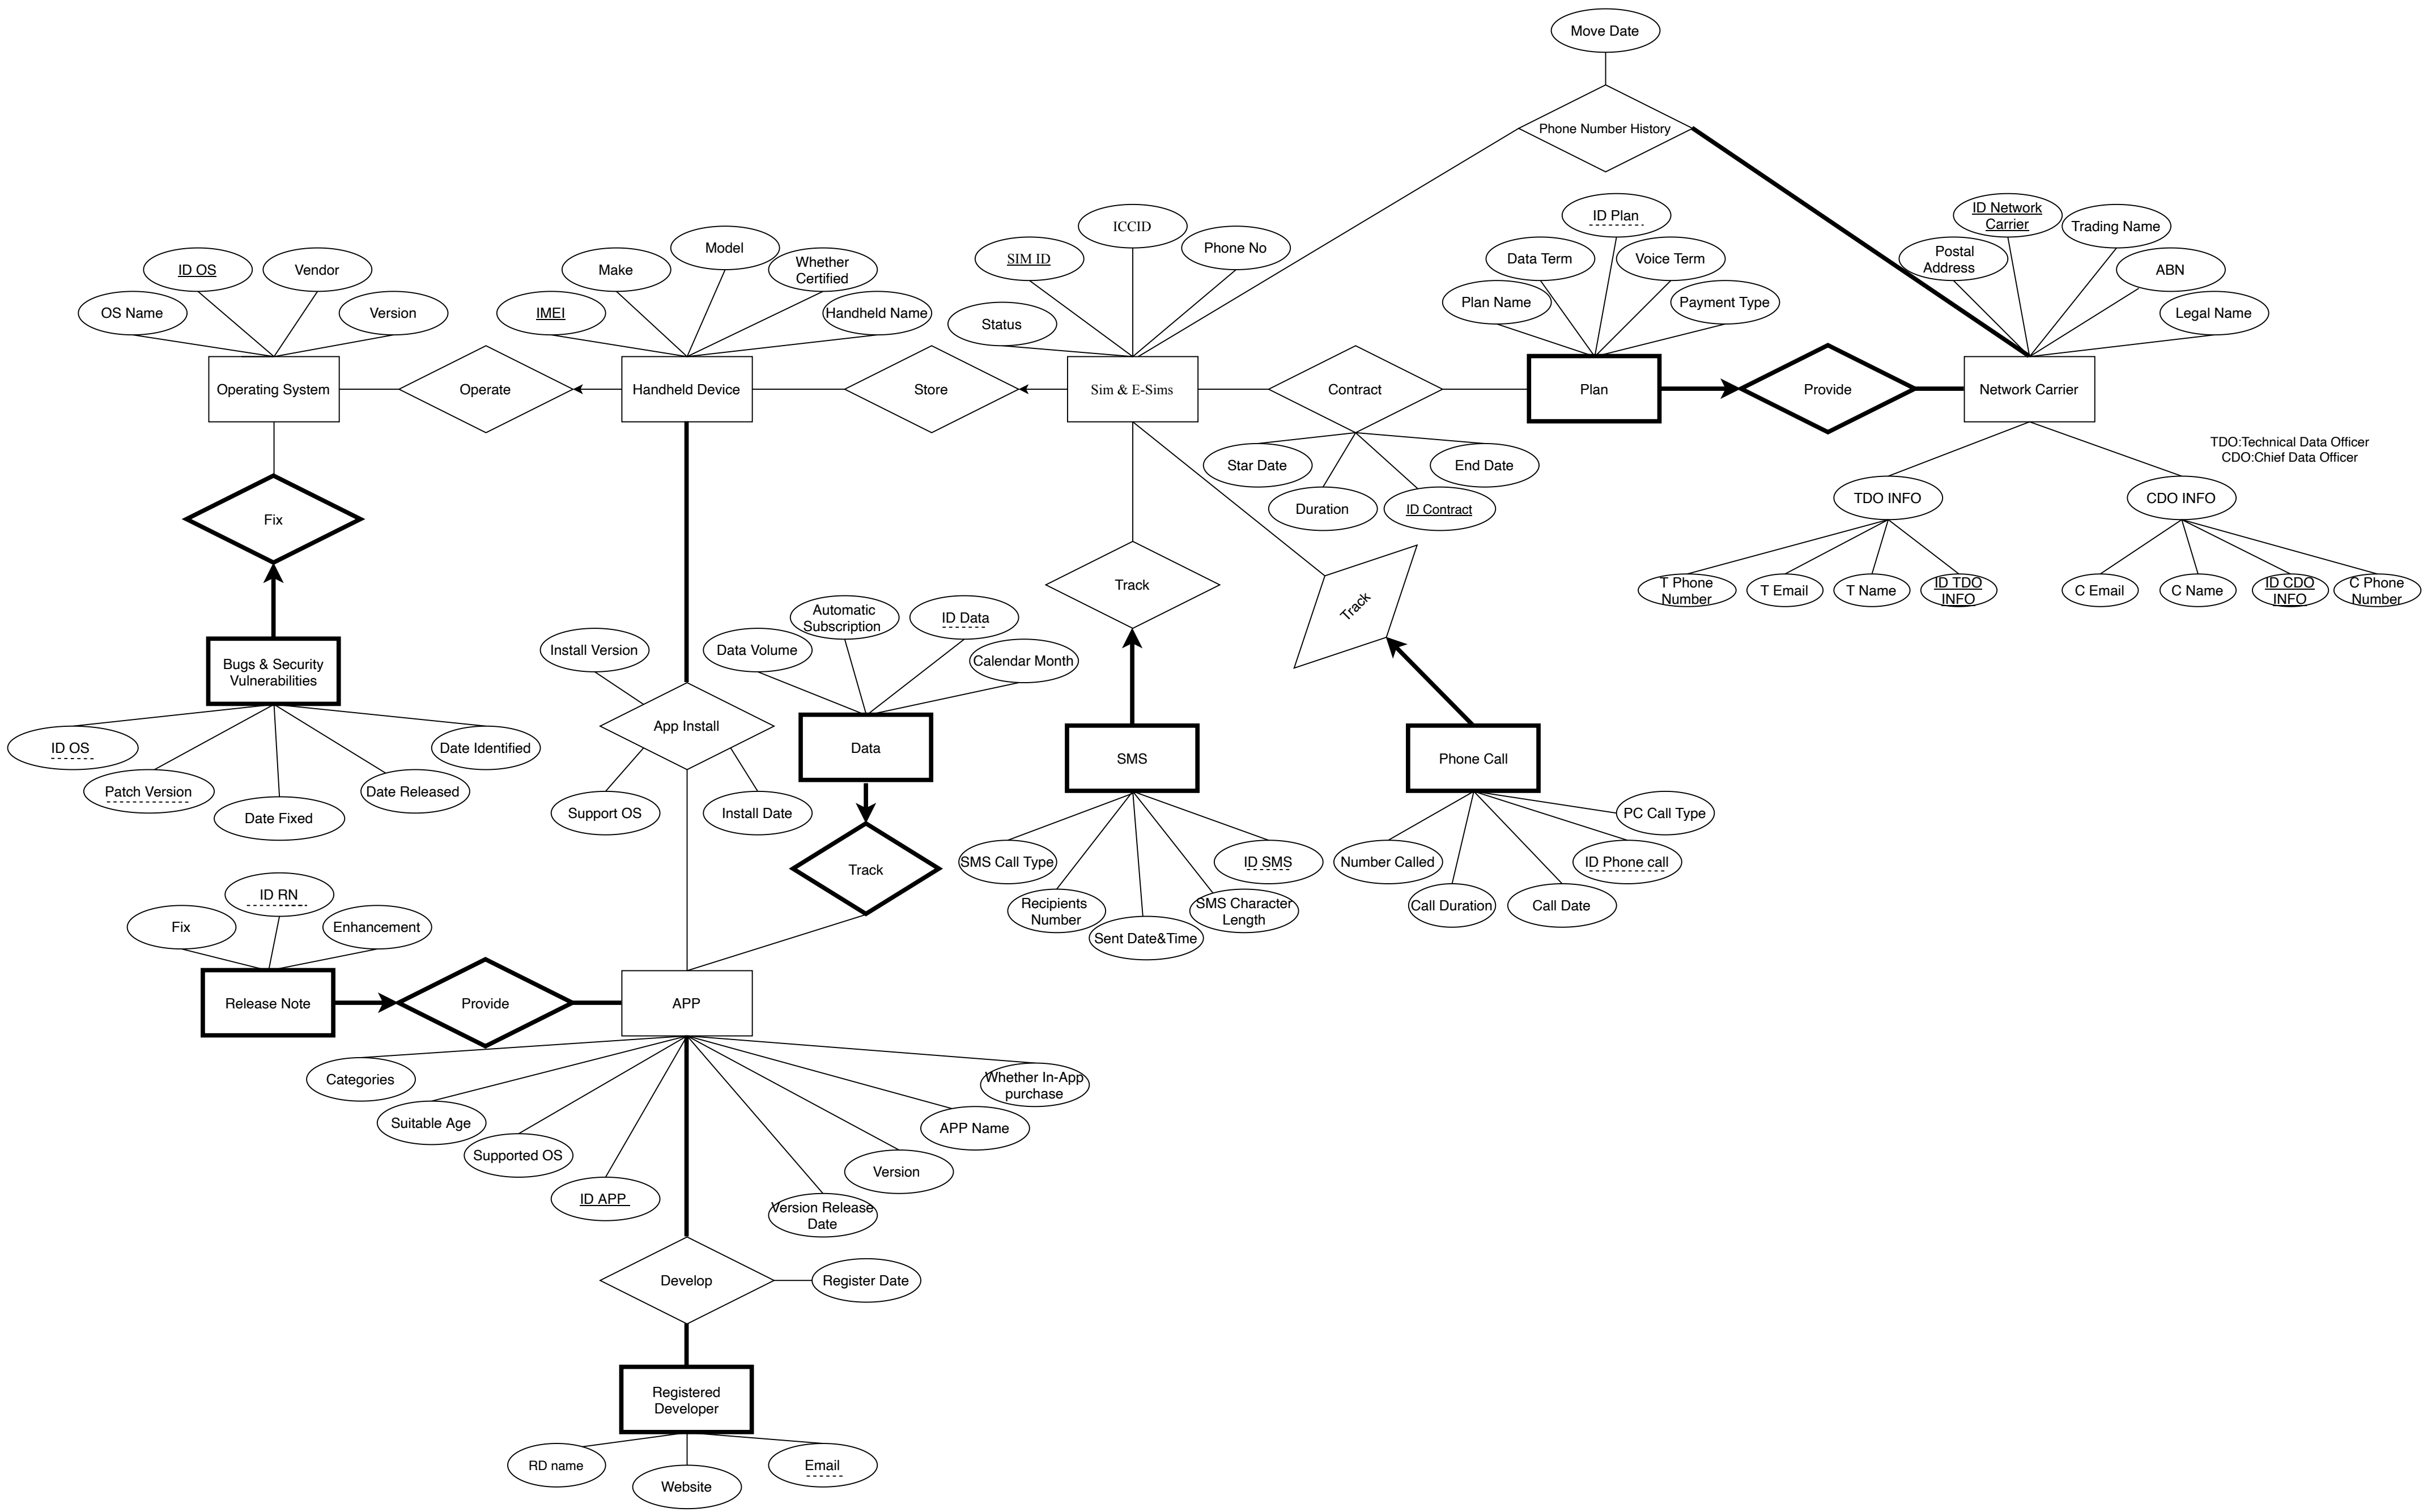 Move Date
Phone Number History
ID OS
Vendor
OS Name
Version
Make
Model
Whether
Certified
IMEI
Handheld Name
SIM ID
ICCID
Phone No
Status
ID Plan
Data Term
Voice Term
Plan Name
Payment Type
ID Network
Carrier
Postal
Address
Trading Name
ABN
Legal Name
Operating System
Operate
Handheld Device
Store
Sim & E-Sims
Contract
Plan
Provide
Network Carrier
TDO:Technical Data Officer
CDO:Chief Data Officer
Star Date
End Date
Duration
ID Contract
TDO INFO
CDO INFO
T Phone
Number
T Email
T Name
ID TDO
INFO
C Email
C Name
ID CDO
INFO
C Phone
Number
Fix
Track
Track
Bugs & Security
Vulnerabilities
Install Version
Data Volume
Automatic
Subscription
ID Data
Calendar Month
App Install
Data
SMS
Phone Call
ID OS
Patch Version
Date Fixed
Date Released
Date Identified
Support OS
Install Date
Track
SMS Call Type
Recipients
Number
Sent Date&Time
SMS Character
Length
ID SMS
Number Called
Call Duration
Call Date
ID Phone call
PC Call Type
Fix
ID RN
Enhancement
Release Note
Provide
APP
Categories
Suitable Age
Supported OS
ID APP
Version Release
Date
Version
APP Name
Whether In-App
purchase
Develop
Register Date
Registered
Developer
RD name
Website
Email